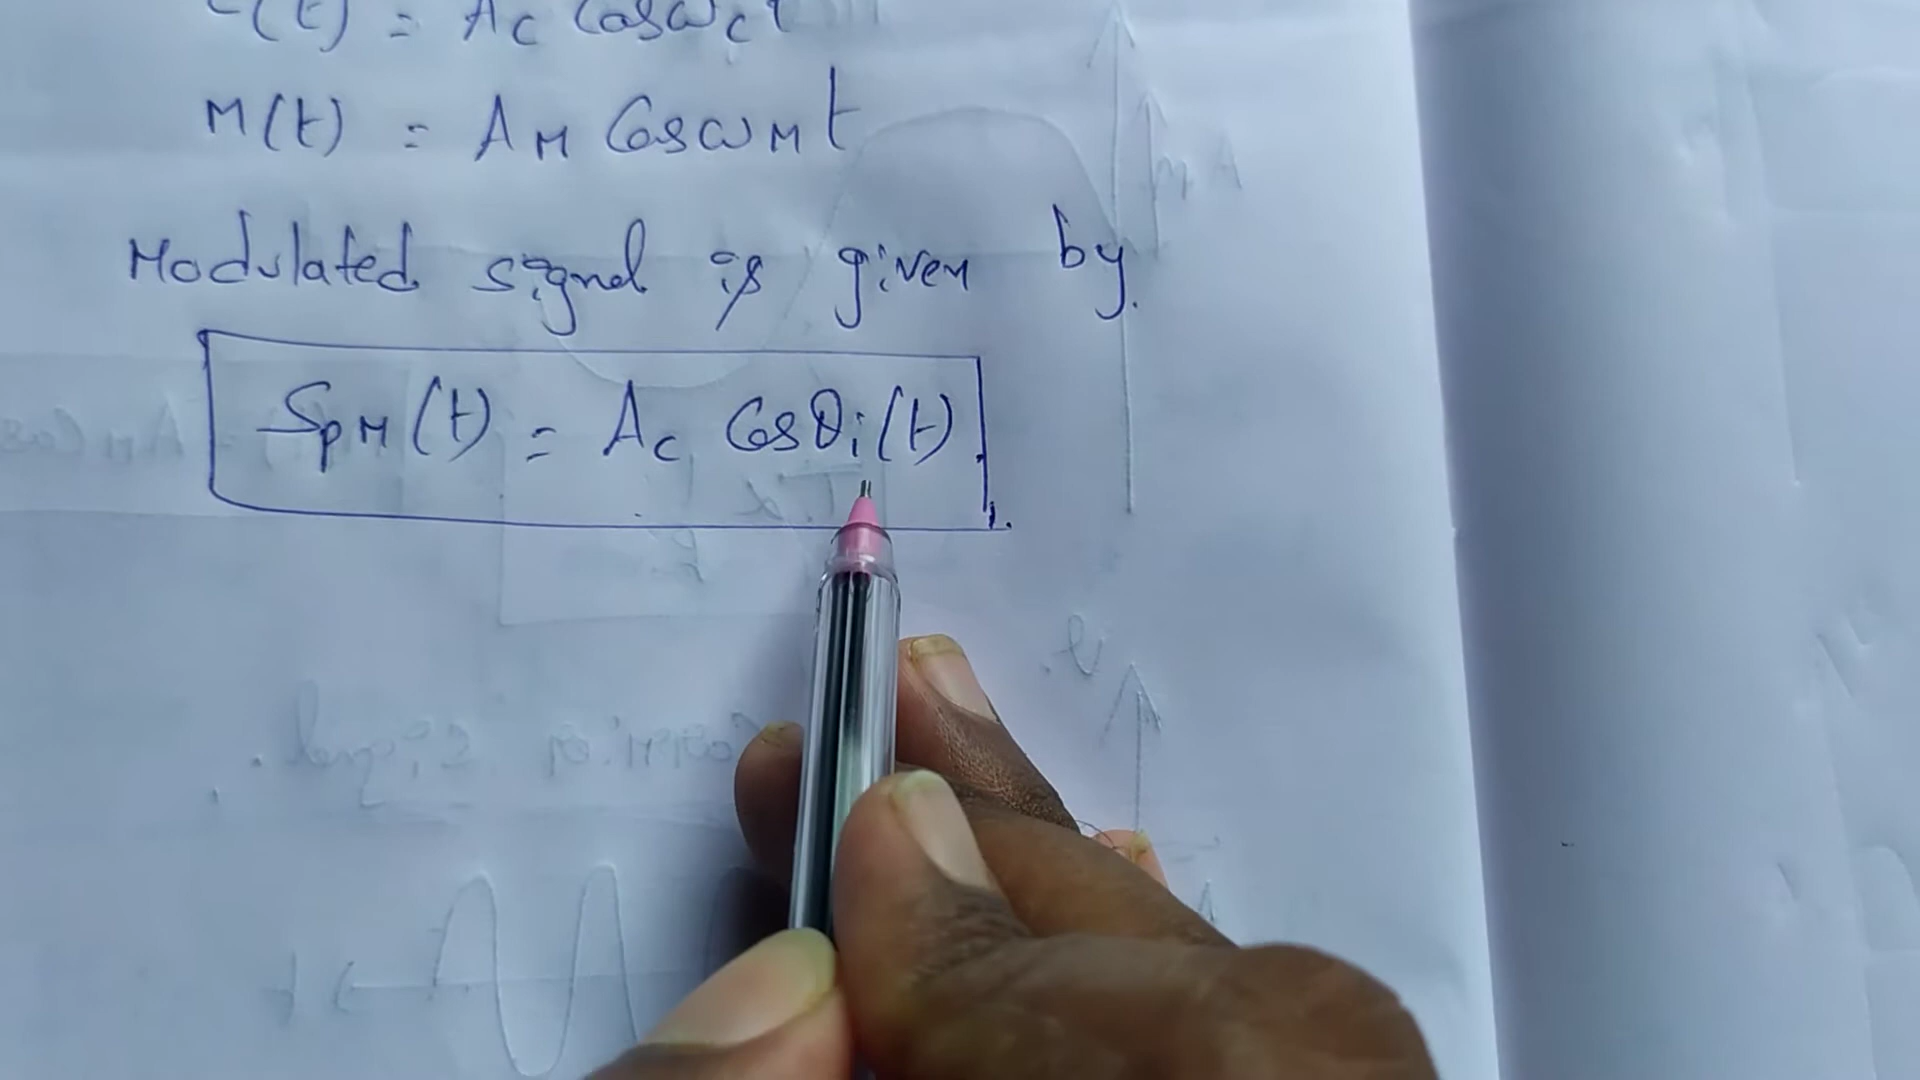 c(t) = Ac Cosωct
M(t) = AM CosωMt
Modulated signal is given by.
SPM(t) = Ac Cosθi(t).